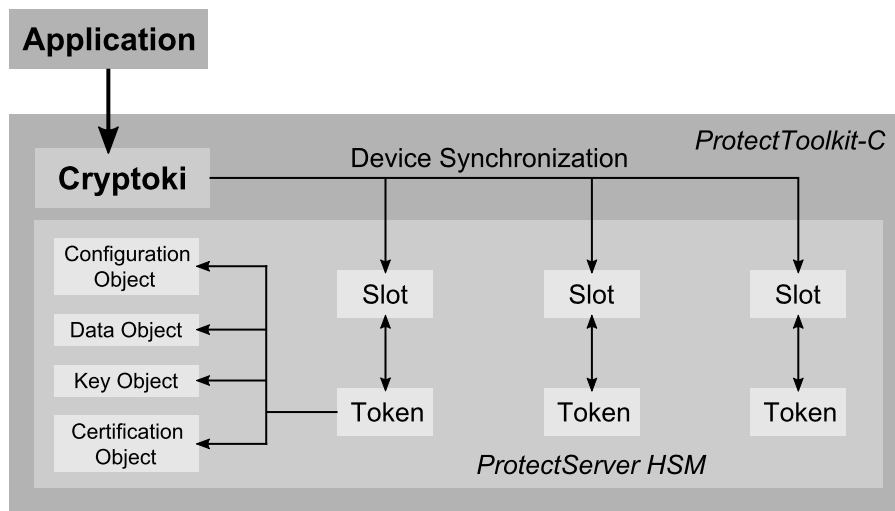 Application
ProtectToolkit-C
Device Synchronization
Cryptoki
Configuration
Object
Data Object
Key Object
Certification
Object
Slot
Slot
Slot
Token
Token
Token
ProtectServer HSM